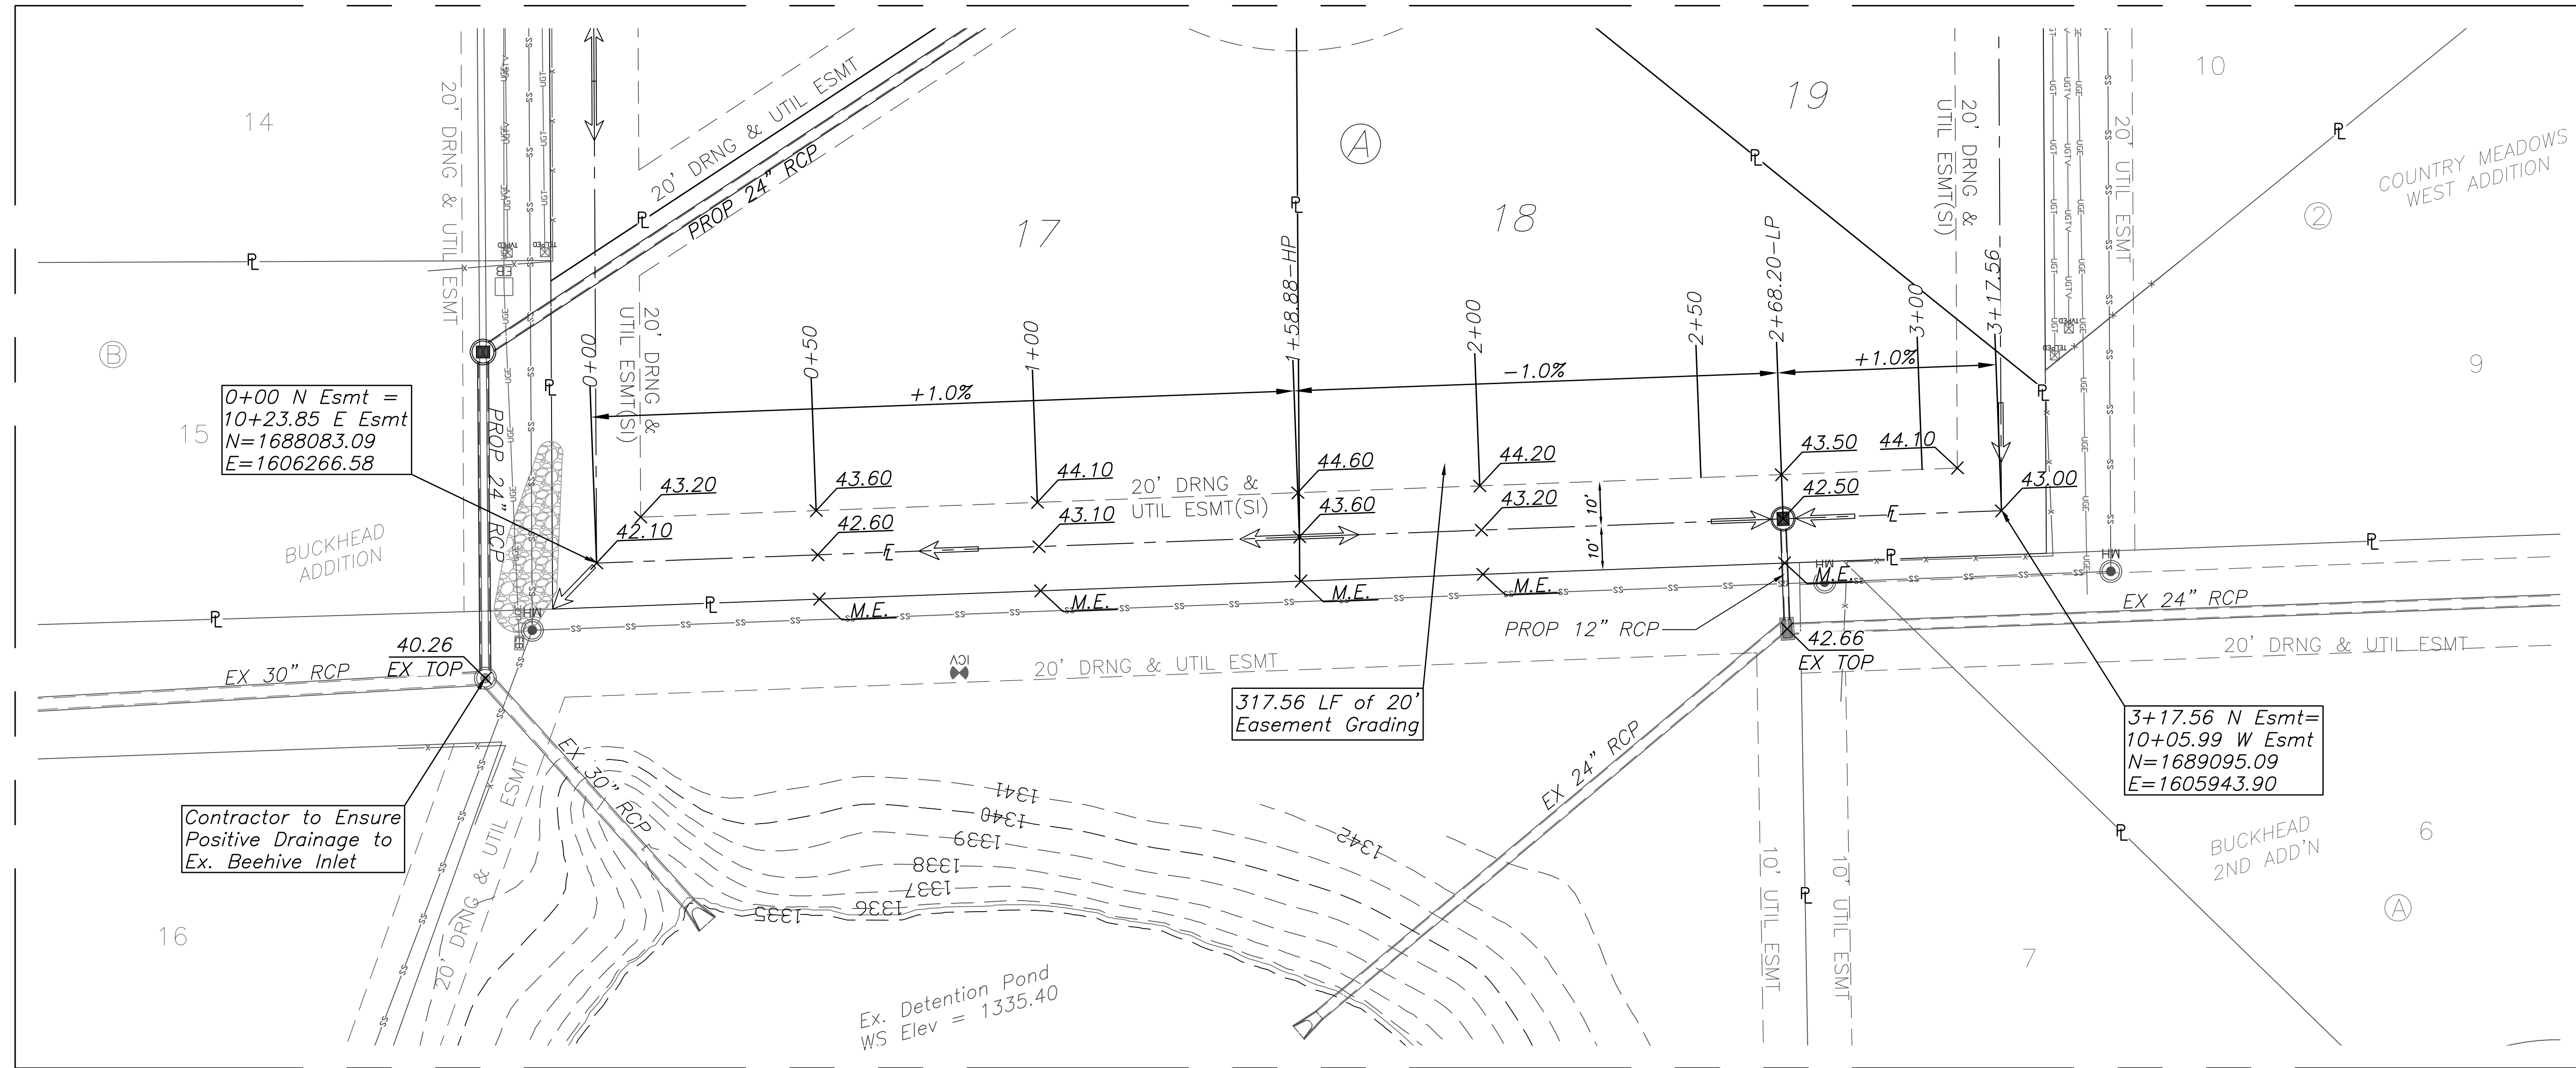 14
20' DRNG & UTIL ESMT
20' DRNG & UTIL ESMT
PROP 24" RCP
17
A
18
19
20' DRNG &
UTIL ESMT(SI)
20' UTIL ESMT
10
COUNTRY MEADOWS
WEST ADDITION
2
9
B
15
TVPED
TELPED
EB
TVPED
TELPED
20' DRNG &
UTIL ESMT(SI)
0+00
0+50
1+00
1+58.88-HP
2+00
2+50
2+68.20-LP
3+00
3+17.56
+1.0%
-1.0%
+1.0%
0+00 N Esmt =
10+23.85 E Esmt
N=1688083.09
E=1606266.58
PROP 24" RCP
43.20
43.60
44.10
44.60
44.20
43.50
44.10
20' DRNG &
UTIL ESMT(SI)
10'
10'
42.10
42.60
43.10
43.60
43.20
42.50
43.00
BUCKHEAD
ADDITION
M.E.
M.E.
M.E.
M.E.
M.E.
MH
MH
MH
PROP 12" RCP
EX 24" RCP
40.26
EX TOP
42.66
EX TOP
EX 30" RCP
ICV
20' DRNG & UTIL ESMT
20' DRNG & UTIL ESMT
317.56 LF of 20'
Easement Grading
3+17.56 N Esmt=
10+05.99 W Esmt
N=1689095.09
E=1605943.90
Contractor to Ensure
Positive Drainage to
Ex. Beehive Inlet
EX 30" RCP
EX 24" RCP
20' DRNG & UTIL ESMT
1341
1340
1339
1338
1337
1336
1335
1342
16
Ex. Detention Pond
WS Elev = 1335.40
10' UTIL ESMT
10' UTIL ESMT
BUCKHEAD
2ND ADD'N
6
A
7